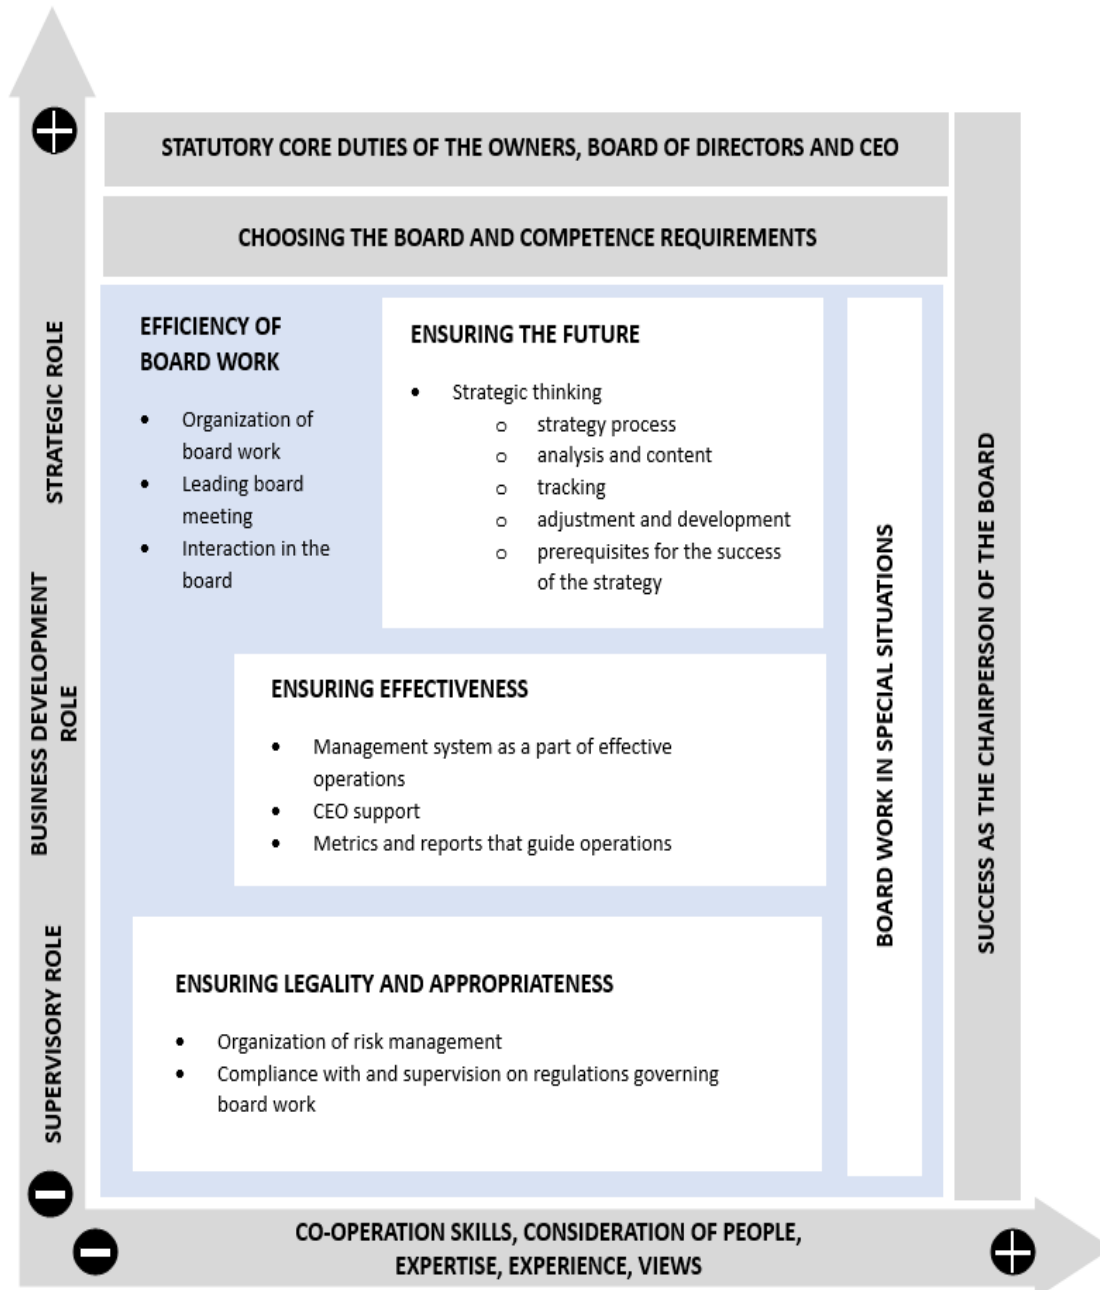 STATUTORY CORE DUTIES OF THE OWNERS, BOARD OF DIRECTORS AND CEO
CHOOSING THE BOARD AND COMPETENCE REQUIREMENTS
STRATEGIC ROLE
BUSINESS DEVELOPMENT
ROLE
SUPERVISORY ROLE
EFFICIENCY OF
BOARD WORK
• Organization of
board work
• Leading board
meeting
• Interaction in the
board
ENSURING THE FUTURE
• Strategic thinking
o strategy process
o analysis and content
o tracking
o adjustment and development
o prerequisites for the success
of the strategy
ENSURING EFFECTIVENESS
• Management system as a part of effective
operations
• CEO support
• Metrics and reports that guide operations
ENSURING LEGALITY AND APPROPRIATENESS
• Organization of risk management
• Compliance with and supervision on regulations governing
board work
BOARD WORK IN SPECIAL SITUATIONS
SUCCESS AS THE CHAIRPERSON OF THE BOARD
CO-OPERATION SKILLS, CONSIDERATION OF PEOPLE,
EXPERTISE, EXPERIENCE, VIEWS